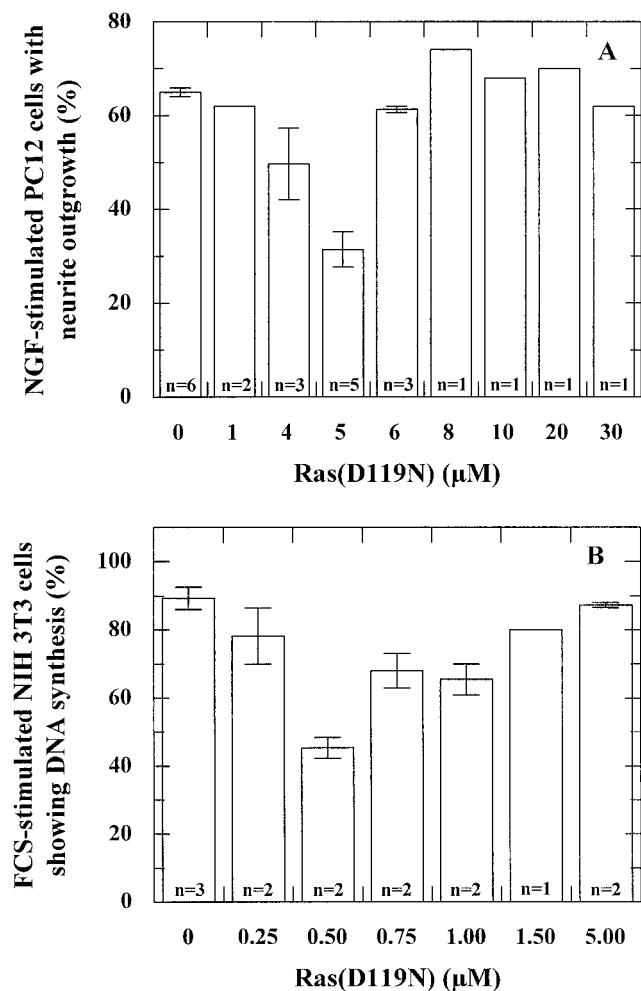 A
NGF-stimulated PC12 cells with
neurite outgrowth (%)
80
60
40
20
0
n=6 n=2 n=3 n=5 n=3 n=1 n=1 n=1 n=1
0 1 4 5 6 8 10 20 30
Ras(D119N) (µM)
B
FCS-stimulated NIH 3T3 cells
showing DNA synthesis (%)
100
80
60
40
20
0
n=3 n=2 n=2 n=2 n=2 n=1 n=2
0 0.25 0.50 0.75 1.00 1.50 5.00
Ras(D119N) (µM)